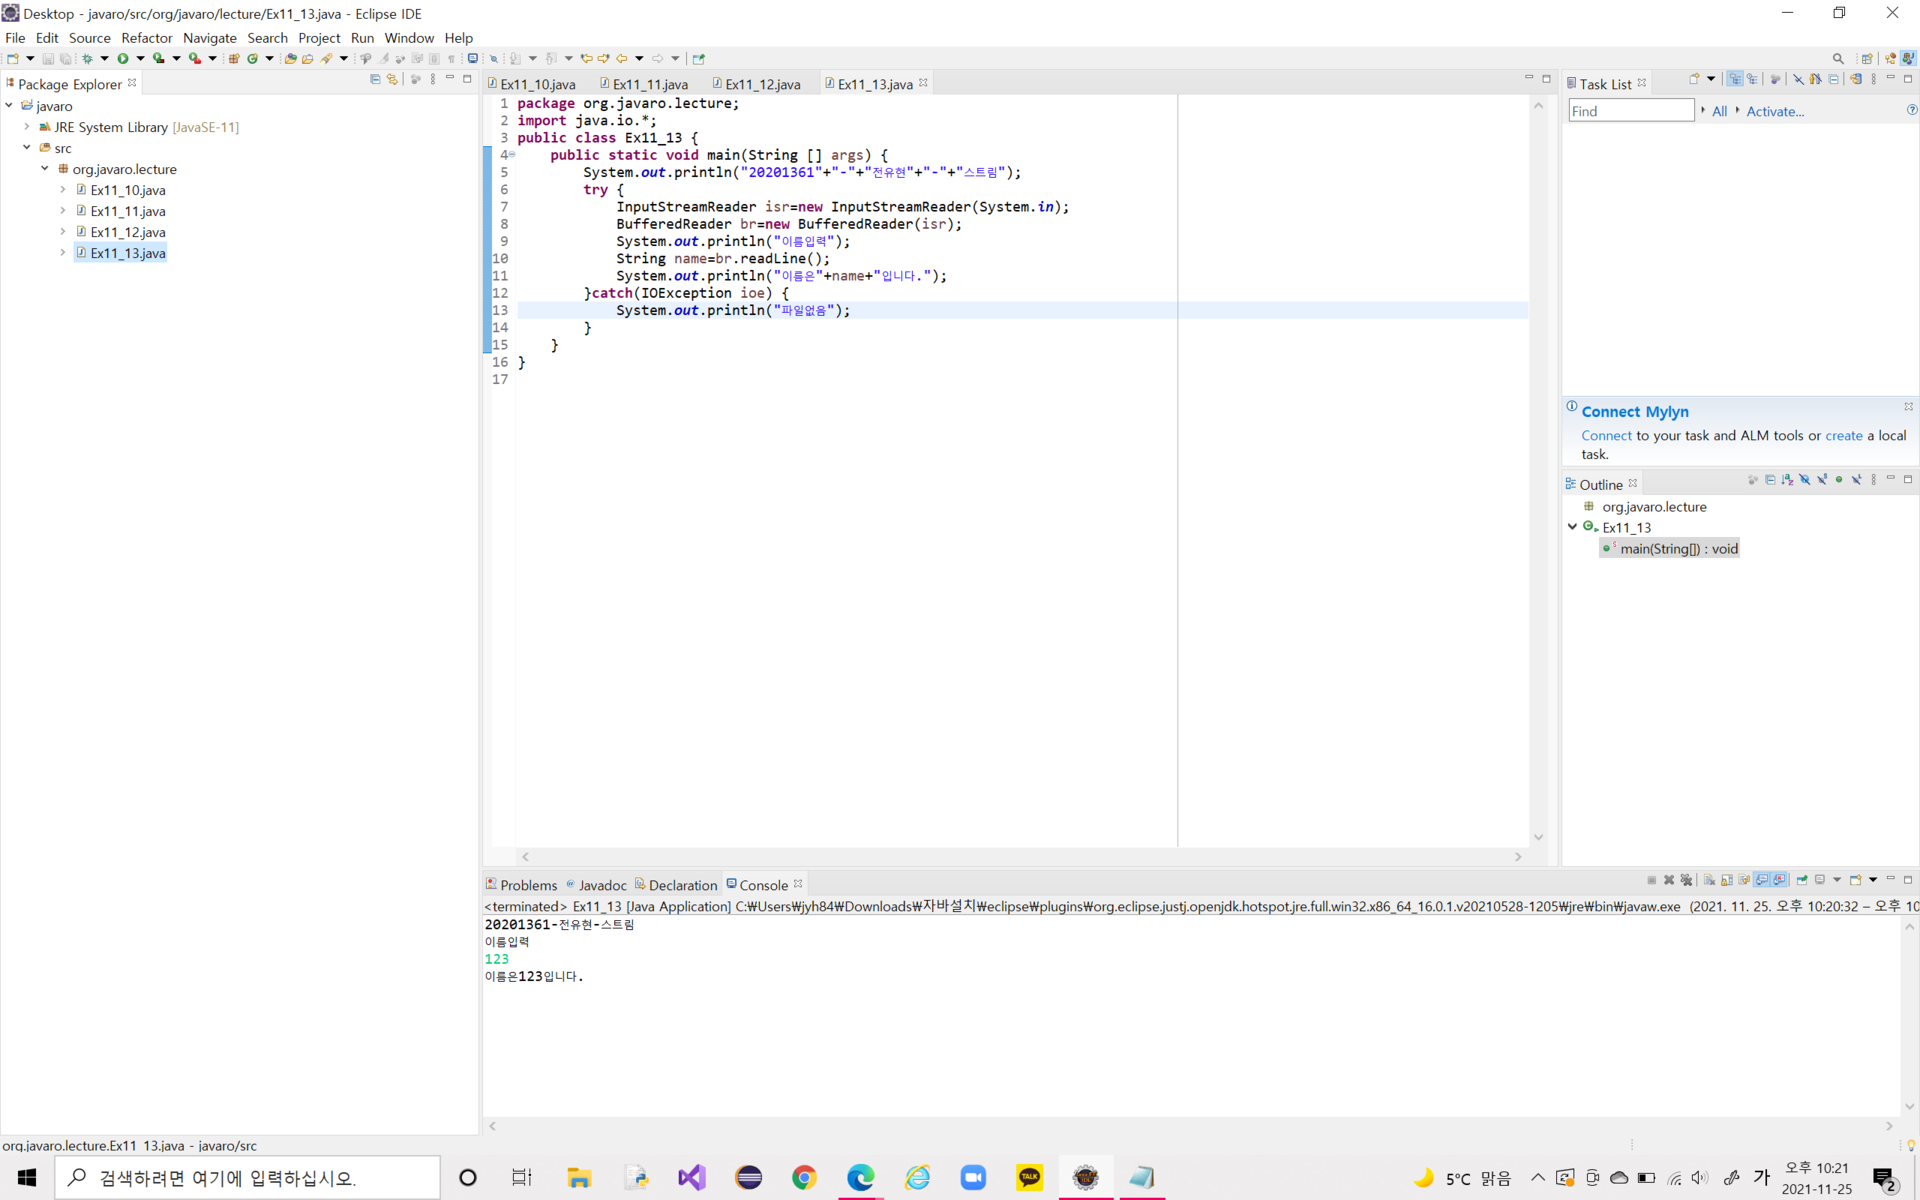 Desktop - javaro/src/org/javaro/lecture/Ex11_13.java - Eclipse IDE
File Edit Source Refactor Navigate Search Project Run Window Help
Package Explorer
javaro
JRE System Library [JavaSE-11]
src
org.javaro.lecture
Ex11_10.java
Ex11_11.java
Ex11_12.java
Ex11_13.java
Ex11_10.java Ex11_11.java Ex11_12.java Ex11_13.java
1 package org.javaro.lecture;
2 import java.io.*;
3 public class Ex11_13 {
4 public static void main(String [] args) {
5 System.out.println("20201361"+"-"+"전유현"+"-"+"스트림");
6 try {
7 InputStreamReader isr=new InputStreamReader(System.in);
8 BufferedReader br=new BufferedReader(isr);
9 System.out.println("이름입력");
10 String name=br.readLine();
11 System.out.println("이름은"+name+"입니다.");
12 }catch(IOException ioe) {
13 System.out.println("파일없음");
14 }
15 }
16 }
17
Task List
Find All Activate...
Connect Mylyn
Connect to your task and ALM tools or create a local
task.
Outline
org.javaro.lecture
Ex11_13
main(String[]) : void
Problems Javadoc Declaration Console
<terminated> Ex11_13 [Java Application] C:₩Users₩jyh84₩Downloads₩자바설치₩eclipse₩plugins₩org.eclipse.justj.openjdk.hotspot.jre.full.win32.x86_64_16.0.1.v20210528-1205₩jre₩bin₩javaw.exe (2021. 11. 25. 오후 10:20:32 – 오후 10
20201361-전유현-스트림
이름입력
123
이름은123입니다.
org.javaro.lecture.Ex11_13.java - javaro/src
검색하려면 여기에 입력하십시오.
TALK
5°C 맑음
가
오후 10:21
2021-11-25
2